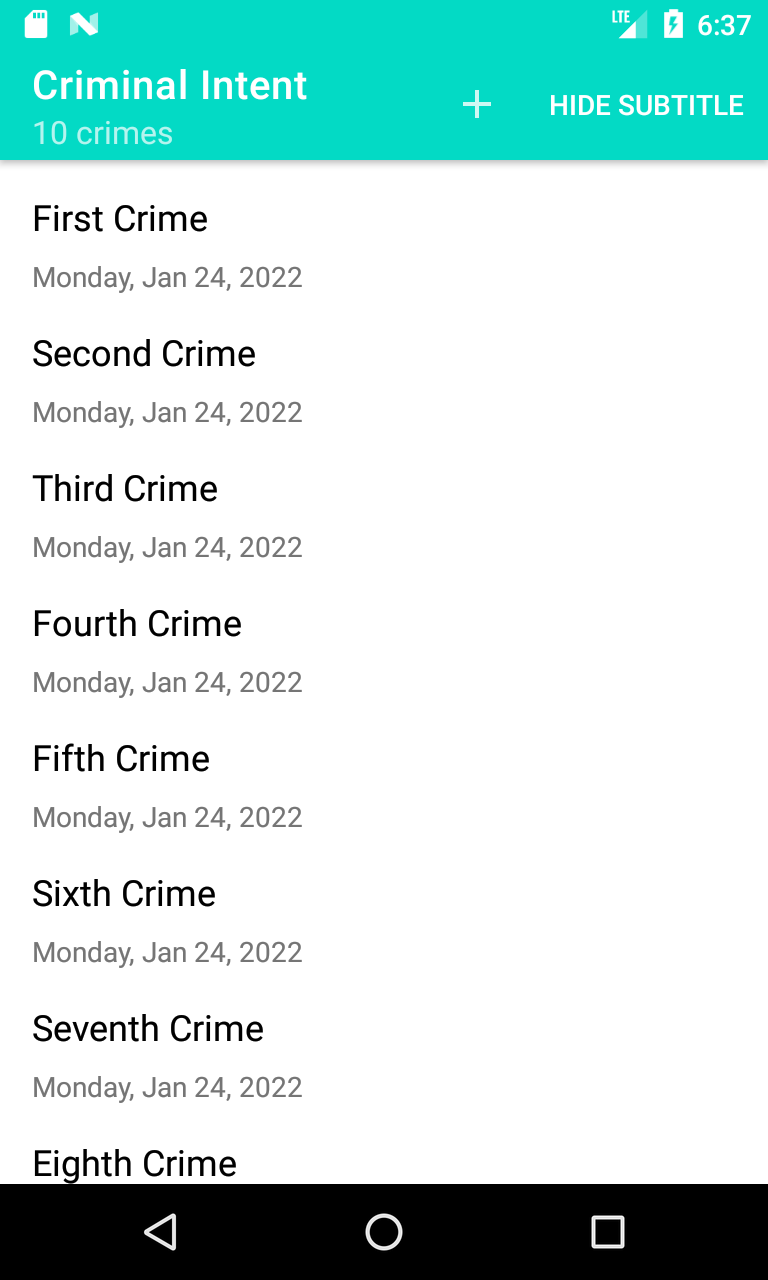 LTE 6:37
Criminal Intent
10 crimes
HIDE SUBTITLE
First Crime
Monday, Jan 24, 2022
Second Crime
Monday, Jan 24, 2022
Third Crime
Monday, Jan 24, 2022
Fourth Crime
Monday, Jan 24, 2022
Fifth Crime
Monday, Jan 24, 2022
Sixth Crime
Monday, Jan 24, 2022
Seventh Crime
Monday, Jan 24, 2022
Eighth Crime